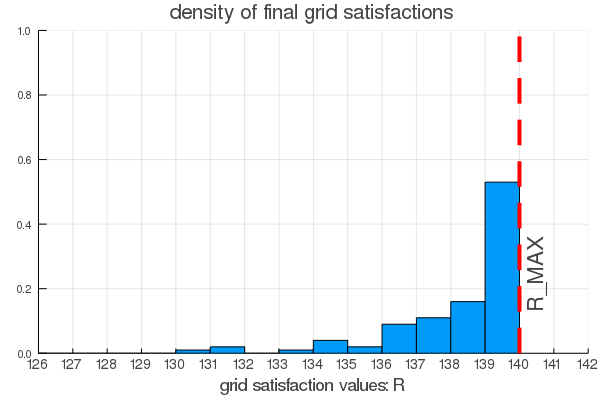 density of final grid satisfactions
1.0
0.8
0.6
0.4
0.2
0.0
R_MAX
126 127 128 129 130 131 132 133 134 135 136 137 138 139 140 141 142
grid satisfaction values: R